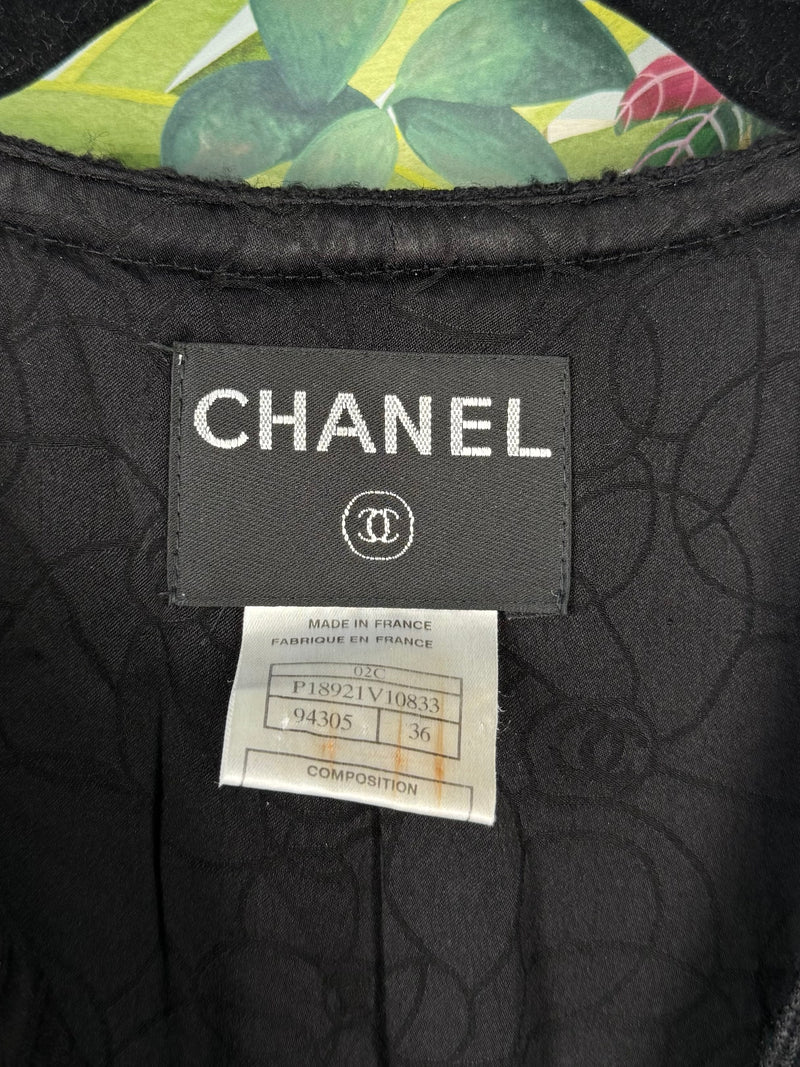 CHANEL
MADE IN FRANCE
FABRIQUE EN FRANCE
02C
P18921V10833
94305 36
COMPOSITION